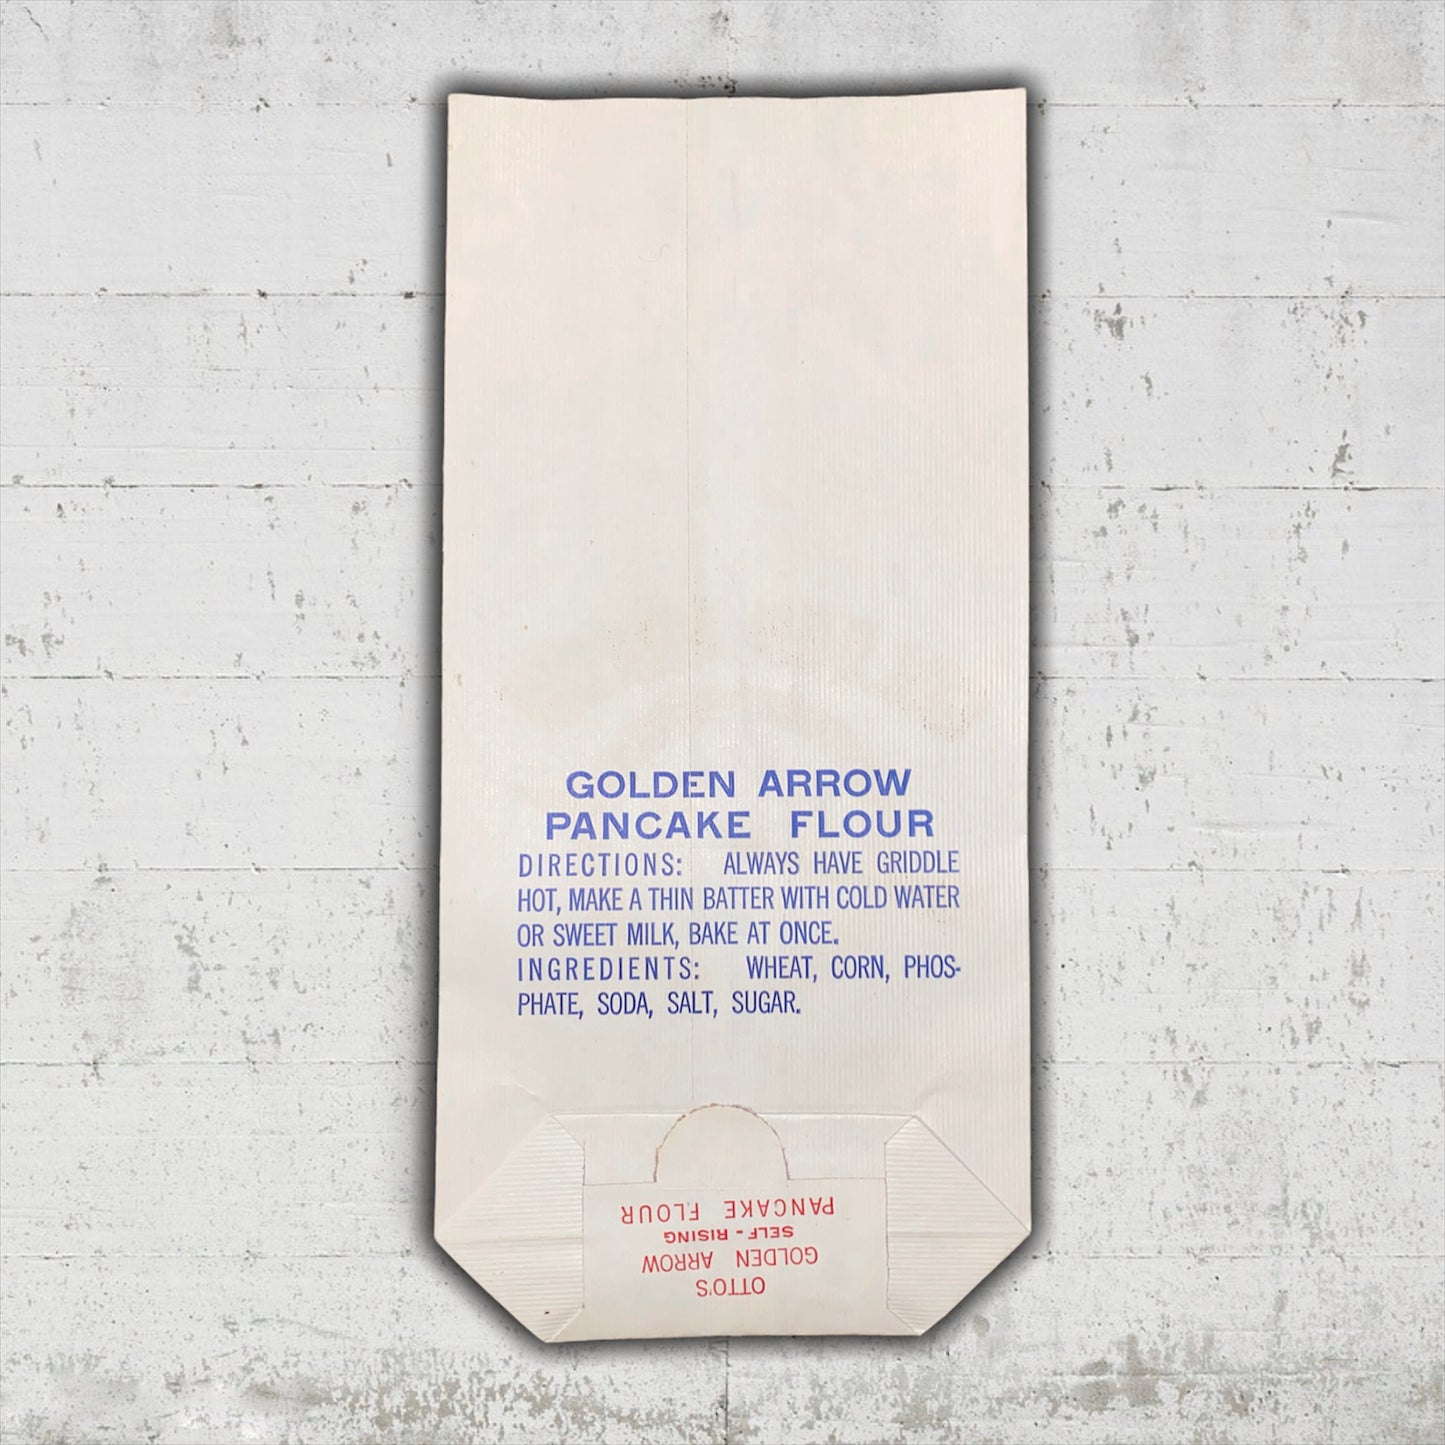 GOLDEN ARROW
PANCAKE FLOUR
DIRECTIONS: ALWAYS HAVE GRIDDLE
HOT, MAKE A THIN BATTER WITH COLD WATER
OR SWEET MILK, BAKE AT ONCE.
INGREDIENTS: WHEAT, CORN, PHOS-
PHATE, SODA, SALT, SUGAR.
OTTO'S
GOLDEN ARROW
SELF-RISING
PANCAKE FLOUR